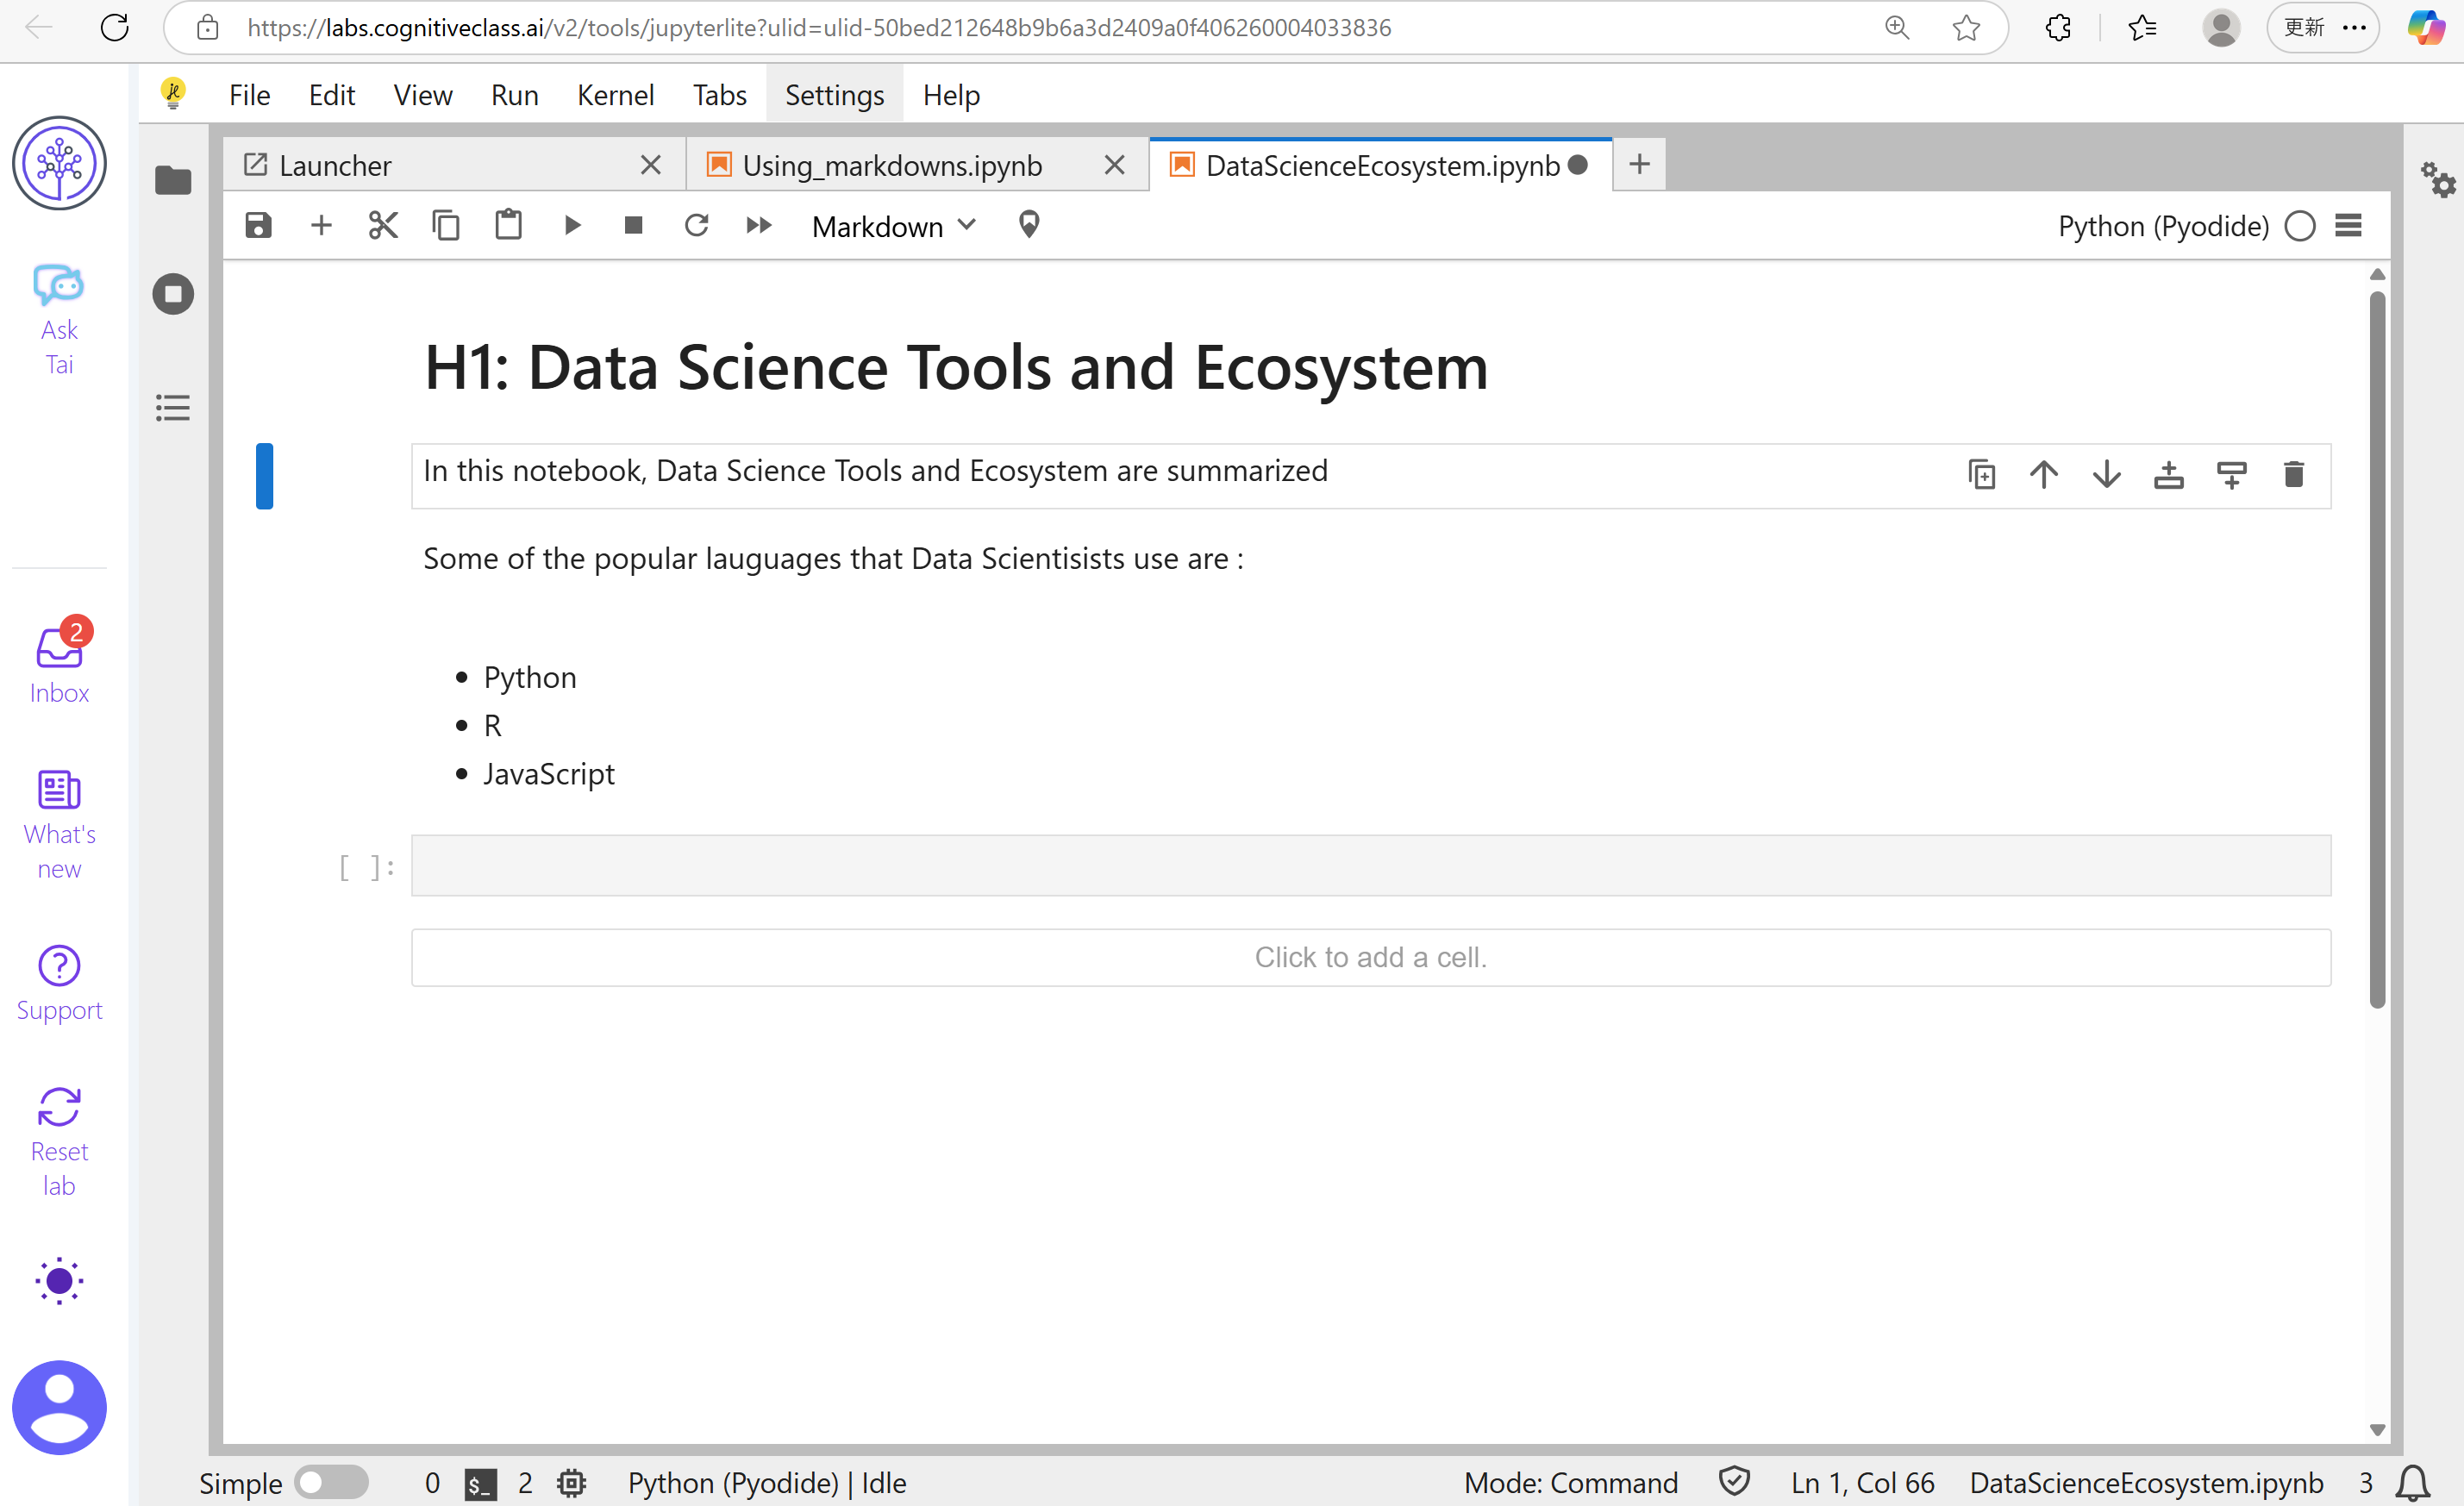 https://labs.cognitiveclass.ai/v2/tools/jupyterlite?ulid=ulid-50bed212648b9b6a3d2409a0f406260004033836
更新
File Edit View Run Kernel Tabs Settings Help
Launcher
Using_markdowns.ipynb
DataScienceEcosystem.ipynb
Markdown
Python (Pyodide)
Ask
Tai
Inbox
2
What's
new
Support
Reset
lab
H1: Data Science Tools and Ecosystem
In this notebook, Data Science Tools and Ecosystem are summarized
Some of the popular lauguages that Data Scientisists use are :
• Python
• R
• JavaScript
[ ]:
Click to add a cell.
Simple 0 $_ 2 Python (Pyodide) | Idle Mode: Command Ln 1, Col 66 DataScienceEcosystem.ipynb 3